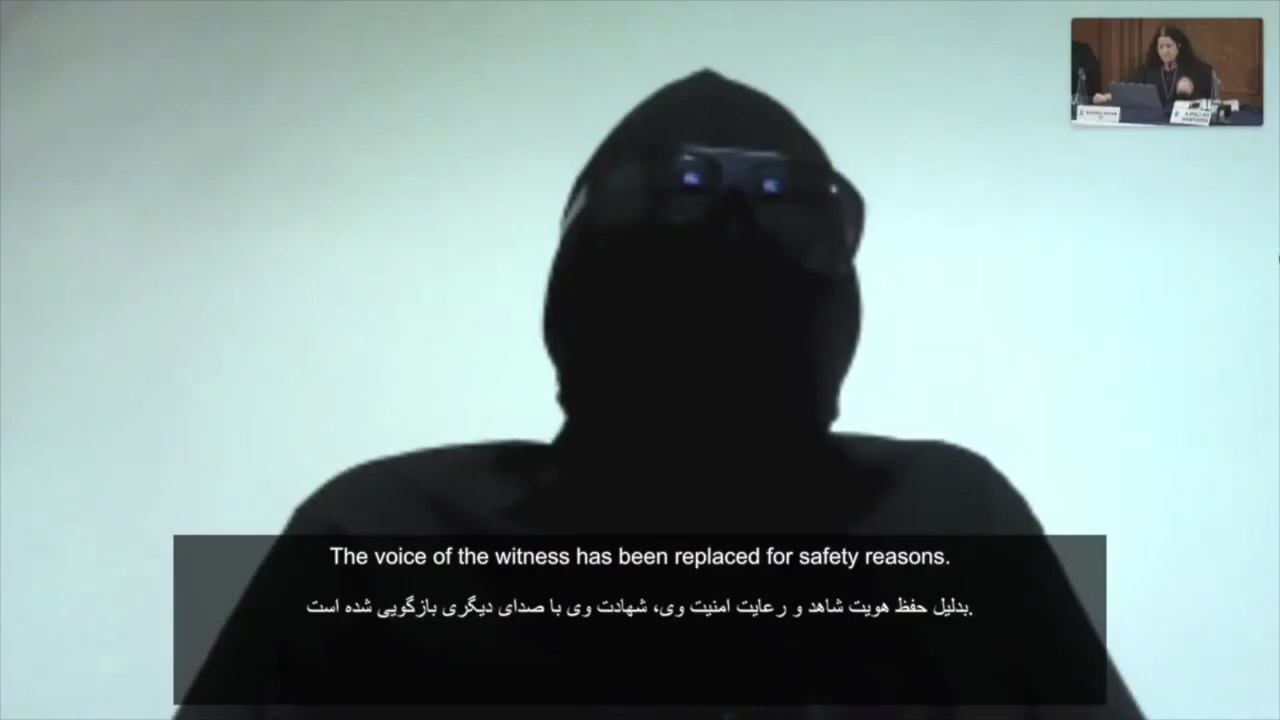 The voice of the witness has been replaced for safety reasons.
بدلیل حفظ هویت شاهد و رعایت امنیت وی، شهادت وی با صدای دیگری بازگویی شده است.